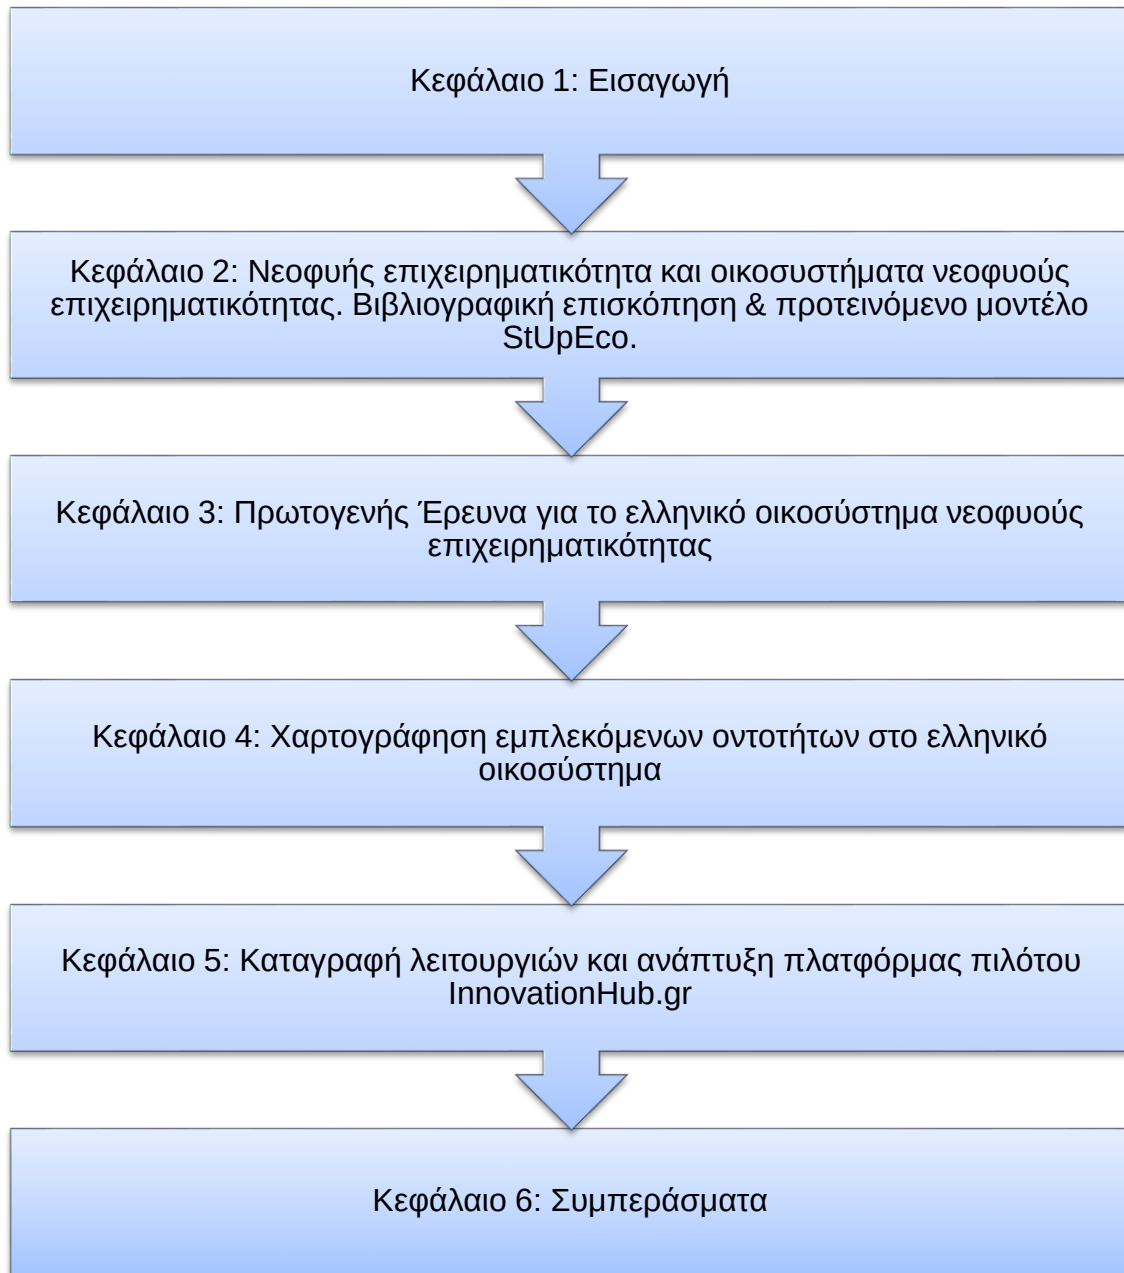 Κεφάλαιο 1: Εισαγωγή
Κεφάλαιο 2: Νεοφυής επιχειρηματικότητα και οικοσυστήματα νεοφυούς
επιχειρηματικότητας. Βιβλιογραφική επισκόπηση & προτεινόμενο μοντέλο
StUpEco.
Κεφάλαιο 3: Πρωτογενής Έρευνα για το ελληνικό οικοσύστημα νεοφυούς
επιχειρηματικότητας
Κεφάλαιο 4: Χαρτογράφηση εμπλεκόμενων οντοτήτων στο ελληνικό
οικοσύστημα
Κεφάλαιο 5: Καταγραφή λειτουργιών και ανάπτυξη πλατφόρμας πιλότου
InnovationHub.gr
Κεφάλαιο 6: Συμπεράσματα